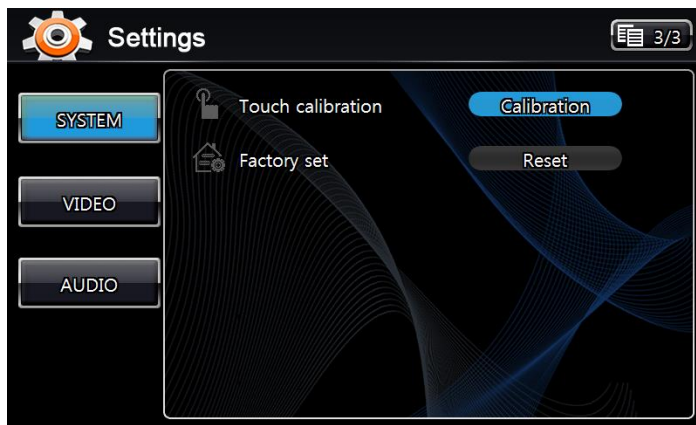 Settings
3/3
SYSTEM
Touch calibration
Calibration
Factory set
Reset
VIDEO
AUDIO